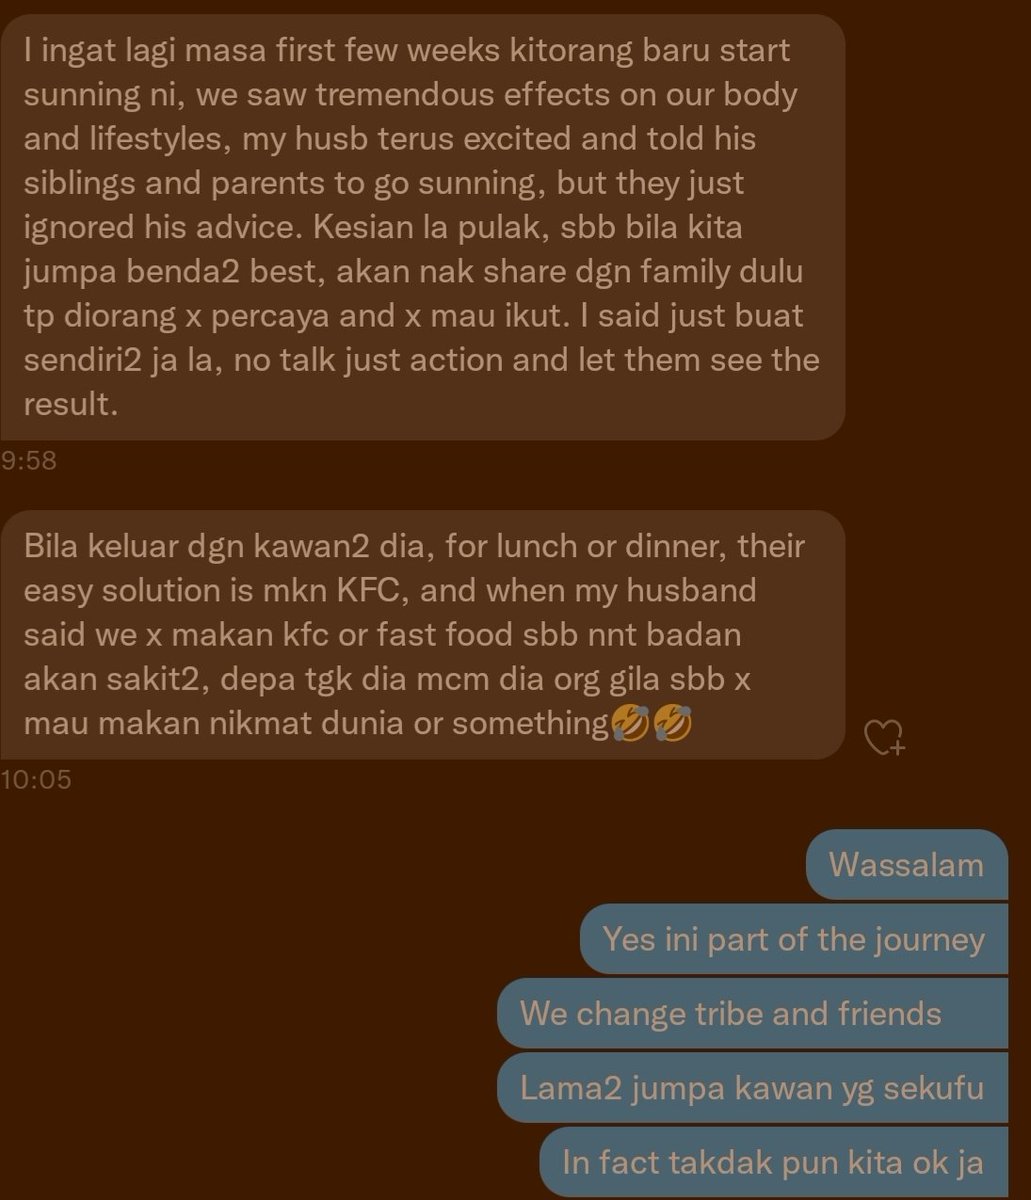 I ingat lagi masa first few weeks kitorang baru start
sunning ni, we saw tremendous effects on our body
and lifestyles, my husb terus excited and told his
siblings and parents to go sunning, but they just
ignored his advice. Kesian la pulak, sbb bila kita
jumpa benda2 best, akan nak share dgn family dulu
tp diorang x percaya and x mau ikut. I said just buat
sendiri2 ja la, no talk just action and let them see the
result.
9:58
Bila keluar dgn kawan2 dia, for lunch or dinner, their
easy solution is mkn KFC, and when my husband
said we x makan kfc or fast food sbb nnt badan
akan sakit2, depa tgk dia mcm dia org gila sbb x
mau makan nikmat dunia or something🤣🤣
10:05
Wassalam
Yes ini part of the journey
We change tribe and friends
Lama2 jumpa kawan yg sekufu
In fact takdak pun kita ok ja